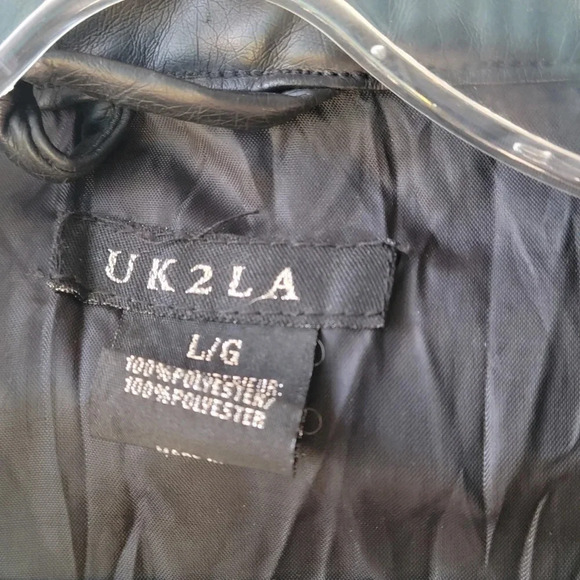 UK2LA
L/G
100% POLYESTER/
100% POLYESTER